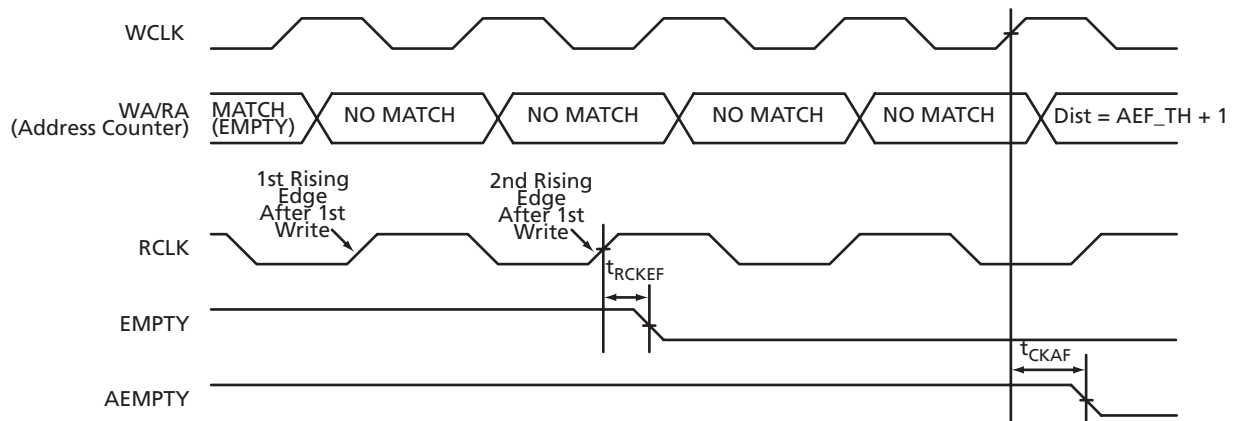 WCLK
WA/RA
(Address Counter)
MATCH
(EMPTY)
NO MATCH
NO MATCH
NO MATCH
NO MATCH
Dist = AEF_TH + 1
1st Rising
Edge
After 1st
Write
2nd Rising
Edge
After 1st
Write
RCLK
tRCKEF
EMPTY
tCKAF
AEMPTY